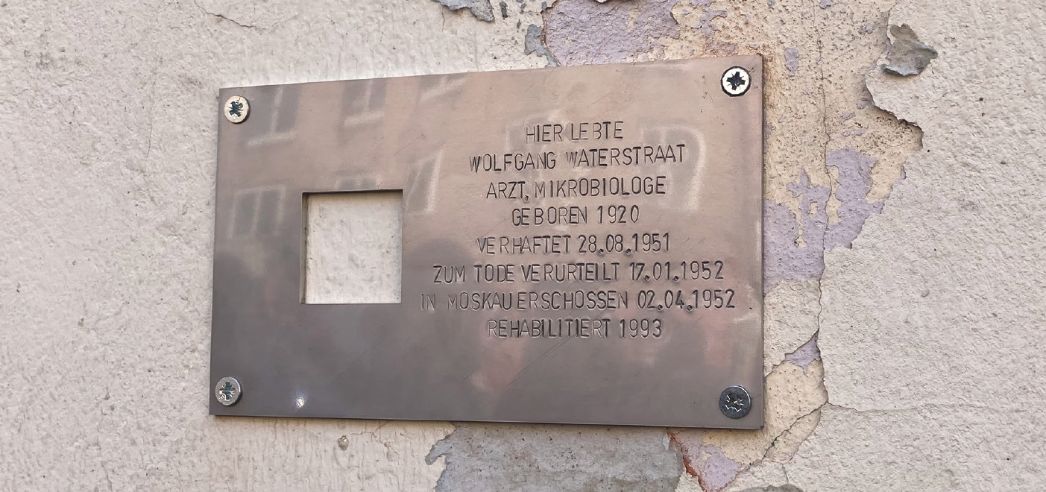 HIER LEBTE
WOLFGANG WATERSTRAAT
ARZT, MIKROBIOLOGE
GEBOREN 1920
VERHAFTET 28.08.1951
ZUM TODE VERURTEILT 17.01.1952
IN MOSKAU ERSCHOSSEN 02.04.1952
REHABILITIERT 1993